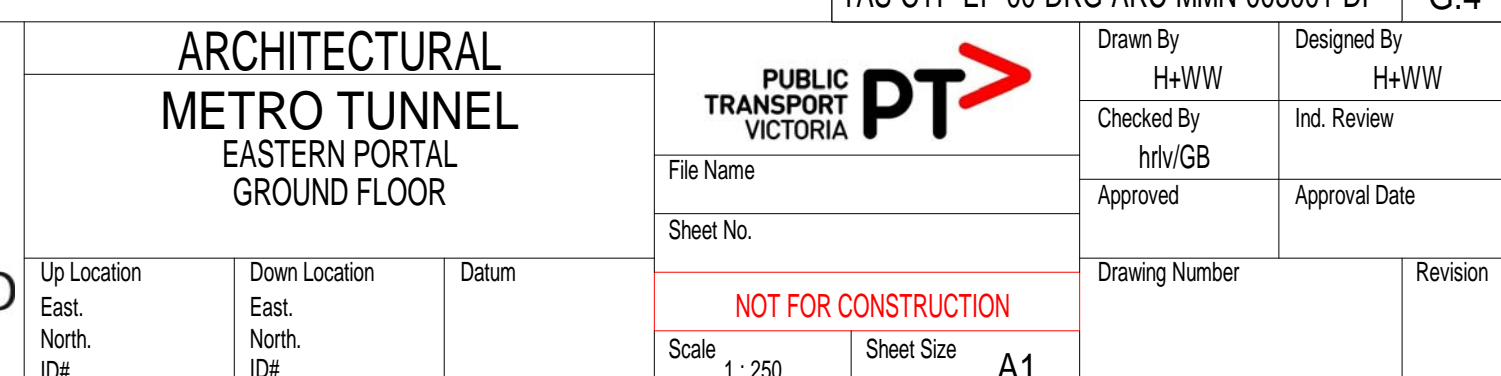 ARCHITECTURAL
METRO TUNNEL
EASTERN PORTAL
GROUND FLOOR
PUBLIC
TRANSPORT
VICTORIA
PT
File Name
Sheet No.
Drawn By
H+WW
Designed By
H+WW
Checked By
hrlv/GB
Ind. Review
Approved
Approval Date
Up Location
East.
North.
ID#
Down Location
East.
North.
ID#
Datum
NOT FOR CONSTRUCTION
Scale
1 : 250
Sheet Size
A1
Drawing Number
Revision